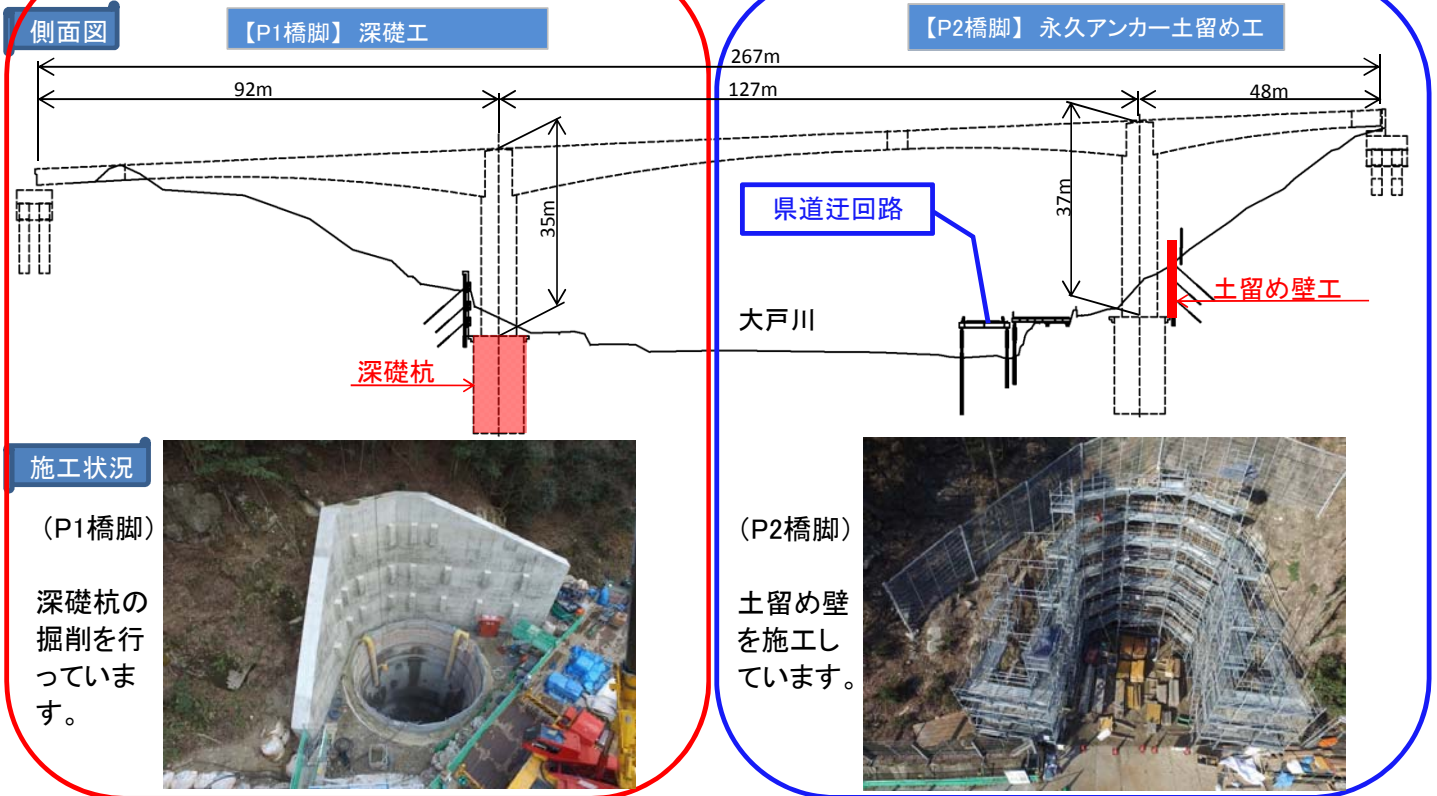 側面図
【P1橋脚】 深礎工
【P2橋脚】 永久アンカー土留め工
267m
92m
127m
48m
35m
37m
県道迂回路
大戸川
土留め壁工
深礎杭
施工状況
（P1橋脚）
深礎杭の
掘削を行
っていま
す。
（P2橋脚）
土留め壁
を施工し
ています。